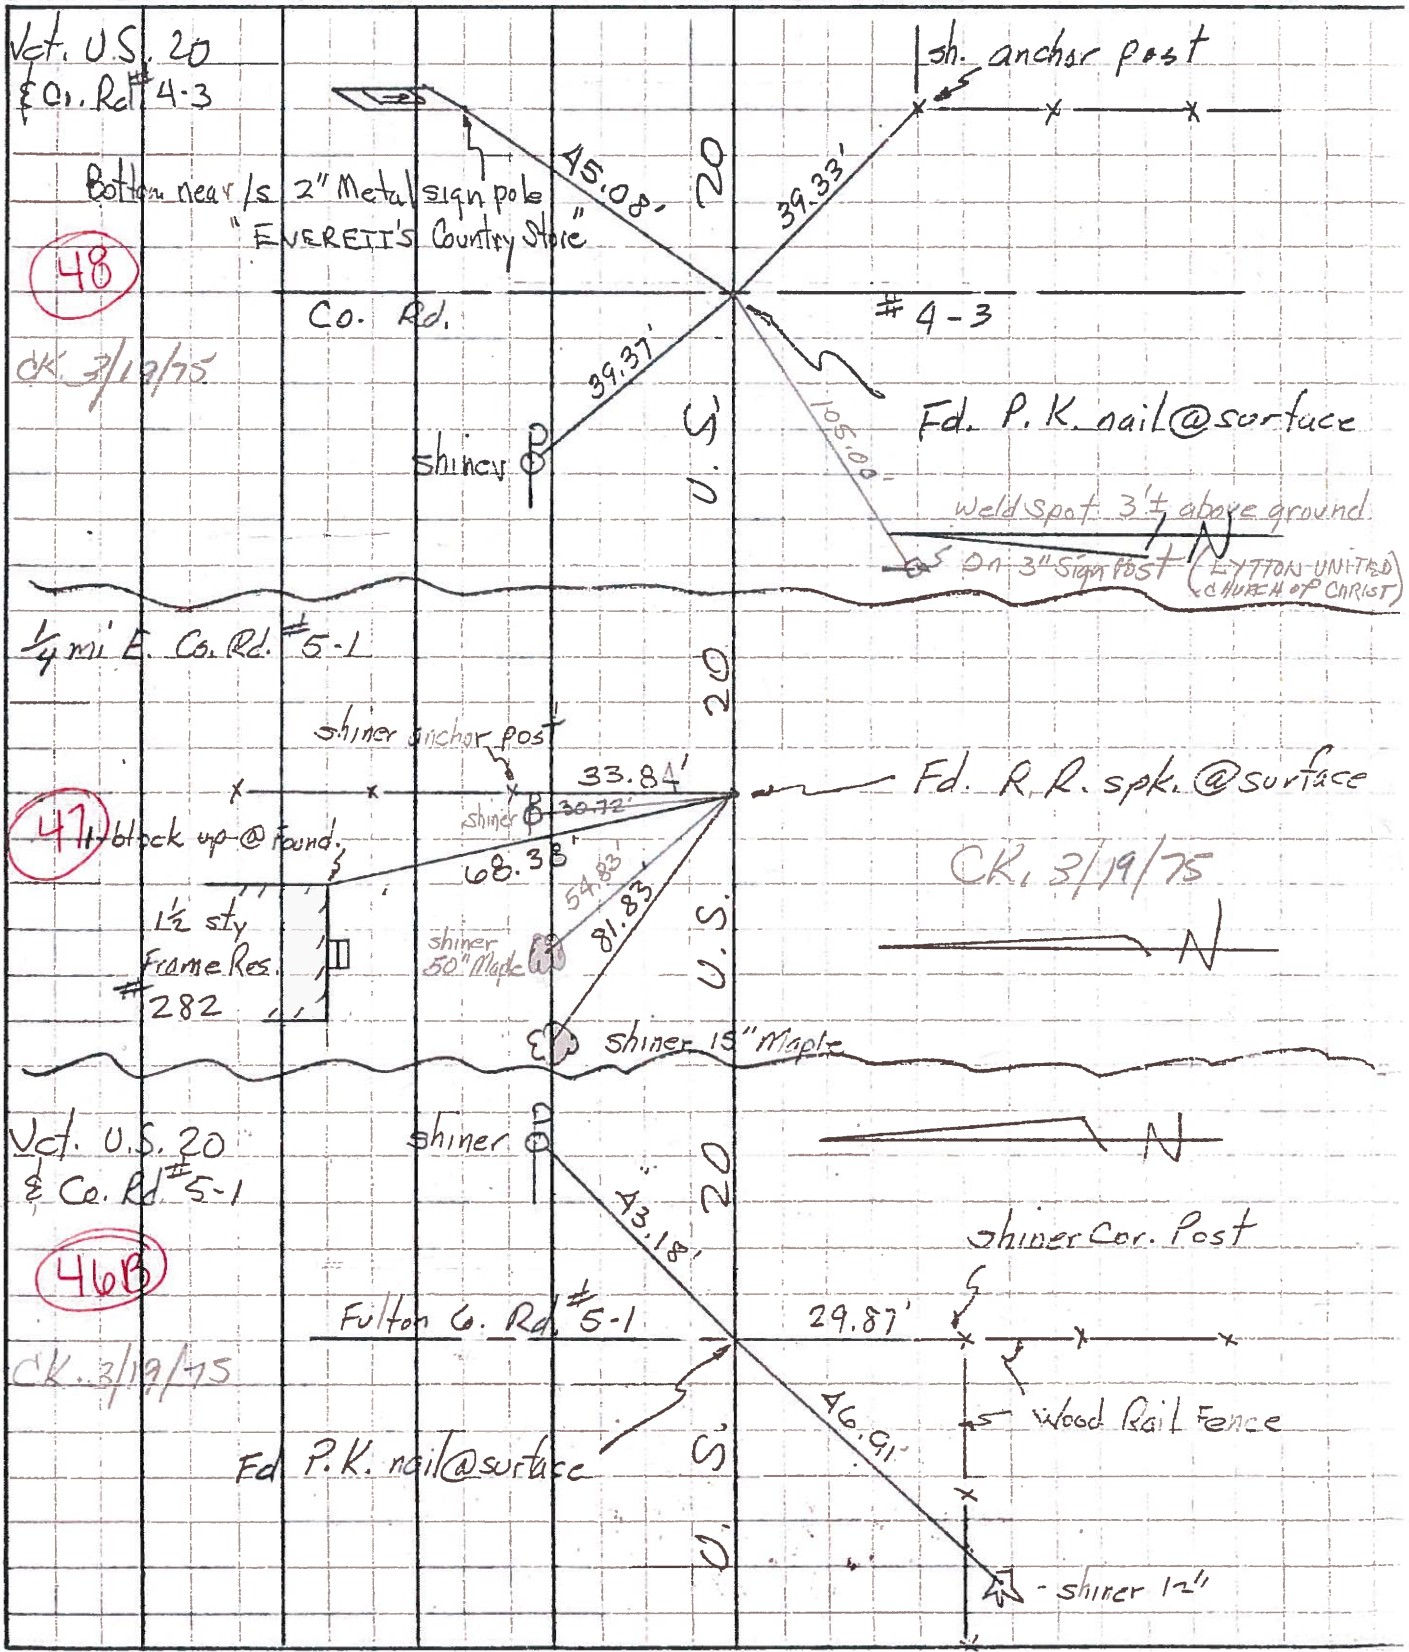 Jct. U.S. 20
& Co. Rd # 4-3
sh. anchor post
Bottom near /s 2" Metal sign pole
"EVERETT'S Country Store"
45.08'
39.33'
20
48
Co. Rd.
# 4-3
CK 3/19/75
39.37'
105.00'
U.S.
Fd. P.K. nail @ surface
shiner
Weld Spot 3'± above ground
On 3" Sign Post (LYTTON UNITED
CHURCH of CHRIST)
N
1/4 mi E. Co. Rd. #5-1
20
shiner anchor post
33.84'
Fd. R.R. spk. @ surface
shiner
30.72'
47
1-block up @ Found.
68.38'
54.83'
81.83
CK. 3/19/75
1½ sty
Frame Res.
# 282
shiner
50" Maple
U.S.
N
shiner 15" Maple
Jct. U.S. 20
& Co. Rd #5-1
shiner
20
N
43.18'
46B
shiner Cor. Post
Fulton Co. Rd. #5-1
29.87'
CK. 3/19/75
46.91'
Wood Rail Fence
Fd P.K. nail @ surface
U.S.
- shiner 12"